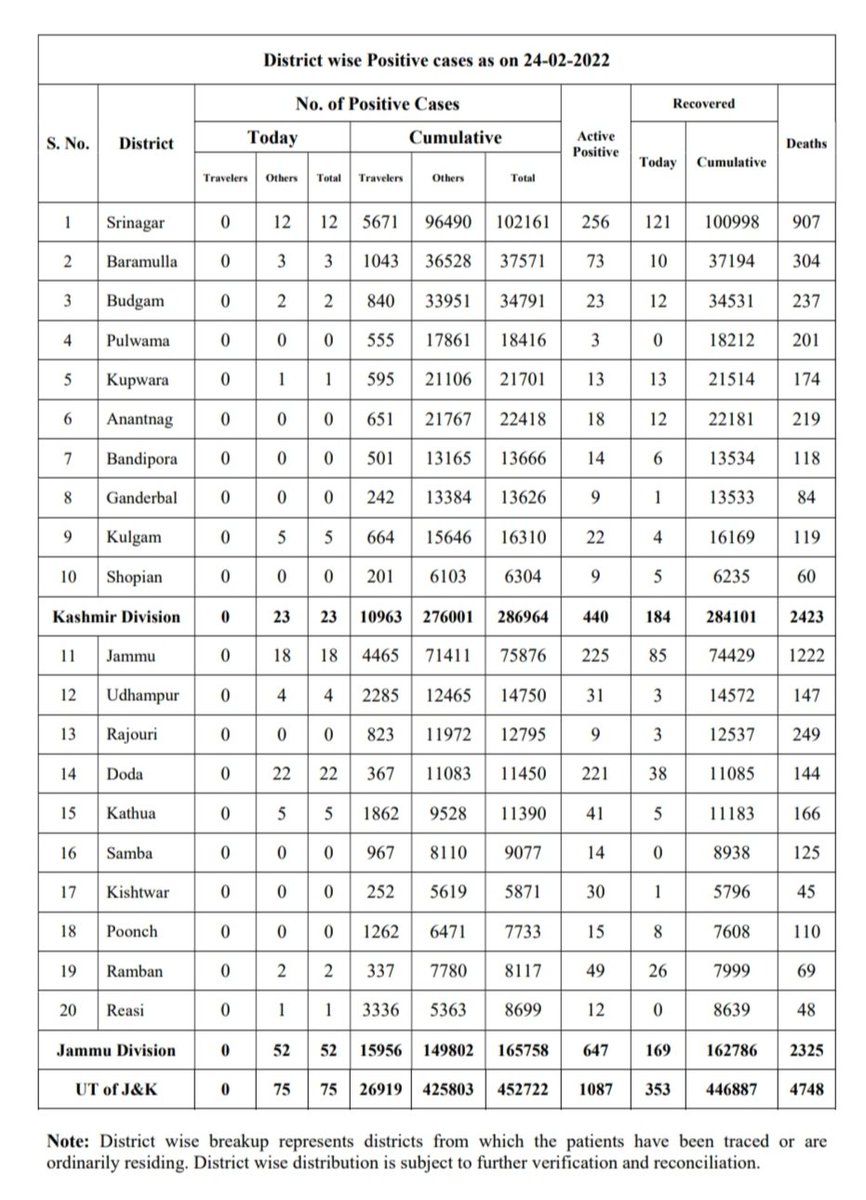 District wise Positive cases as on 24-02-2022
S. No. District No. of Positive Cases Active Positive Recovered Deaths
Today Cumulative Today Cumulative
Travelers Others Total Travelers Others Total
1 Srinagar 0 12 12 5671 96490 102161 256 121 100998 907
2 Baramulla 0 3 3 1043 36528 37571 73 10 37194 304
3 Budgam 0 2 2 840 33951 34791 23 12 34531 237
4 Pulwama 0 0 0 555 17861 18416 3 0 18212 201
5 Kupwara 0 1 1 595 21106 21701 13 13 21514 174
6 Anantnag 0 0 0 651 21767 22418 18 12 22181 219
7 Bandipora 0 0 0 501 13165 13666 14 6 13534 118
8 Ganderbal 0 0 0 242 13384 13626 9 1 13533 84
9 Kulgam 0 5 5 664 15646 16310 22 4 16169 119
10 Shopian 0 0 0 201 6103 6304 9 5 6235 60
Kashmir Division 0 23 23 10963 276001 286964 440 184 284101 2423
11 Jammu 0 18 18 4465 71411 75876 225 85 74429 1222
12 Udhampur 0 4 4 2285 12465 14750 31 3 14572 147
13 Rajouri 0 0 0 823 11972 12795 9 3 12537 249
14 Doda 0 22 22 367 11083 11450 221 38 11085 144
15 Kathua 0 5 5 1862 9528 11390 41 5 11183 166
16 Samba 0 0 0 967 8110 9077 14 0 8938 125
17 Kishtwar 0 0 0 252 5619 5871 30 1 5796 45
18 Poonch 0 0 0 1262 6471 7733 15 8 7608 110
19 Ramban 0 2 2 337 7780 8117 49 26 7999 69
20 Reasi 0 1 1 3336 5363 8699 12 0 8639 48
Jammu Division 0 52 52 15956 149802 165758 647 169 162786 2325
UT of J&K 0 75 75 26919 425803 452722 1087 353 446887 4748
Note: District wise breakup represents districts from which the patients have been traced or are
ordinarily residing. District wise distribution is subject to further verification and reconciliation.